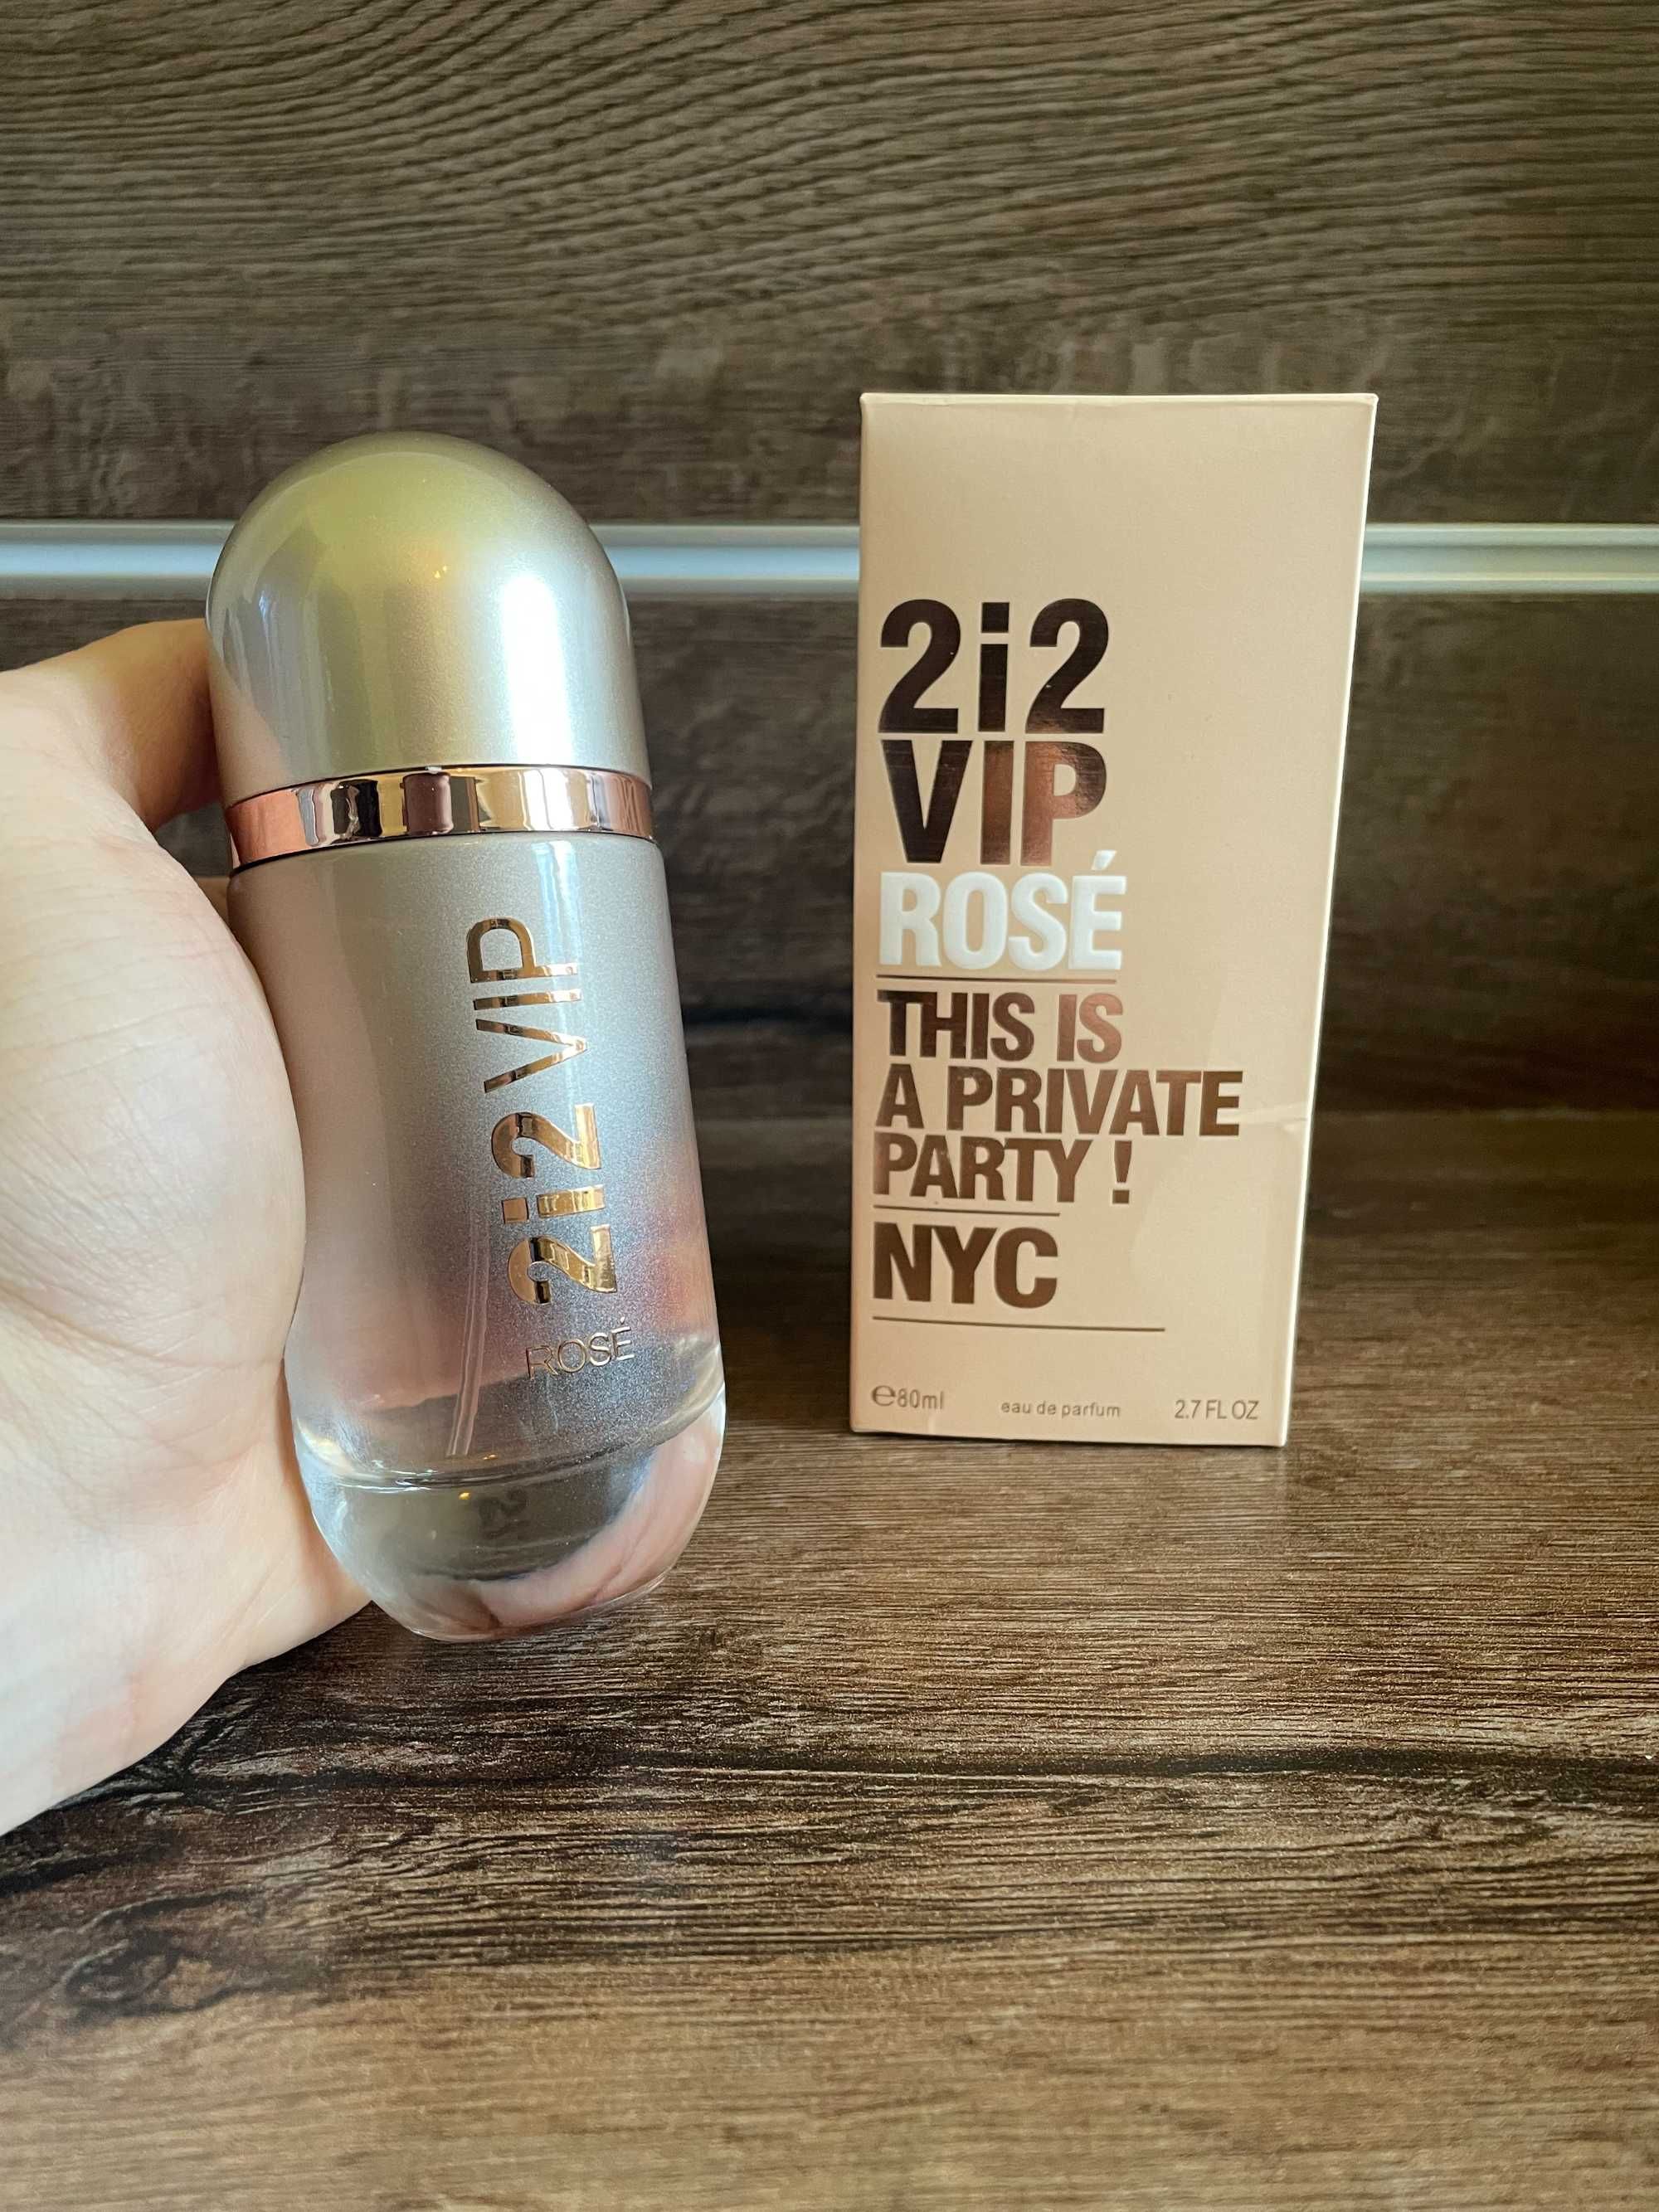 2i2 VIP
ROSÉ
2i2
VIP
ROSÉ
THIS IS
A PRIVATE
PARTY !
NYC
℮80ml eau de parfum 2.7 FL OZ